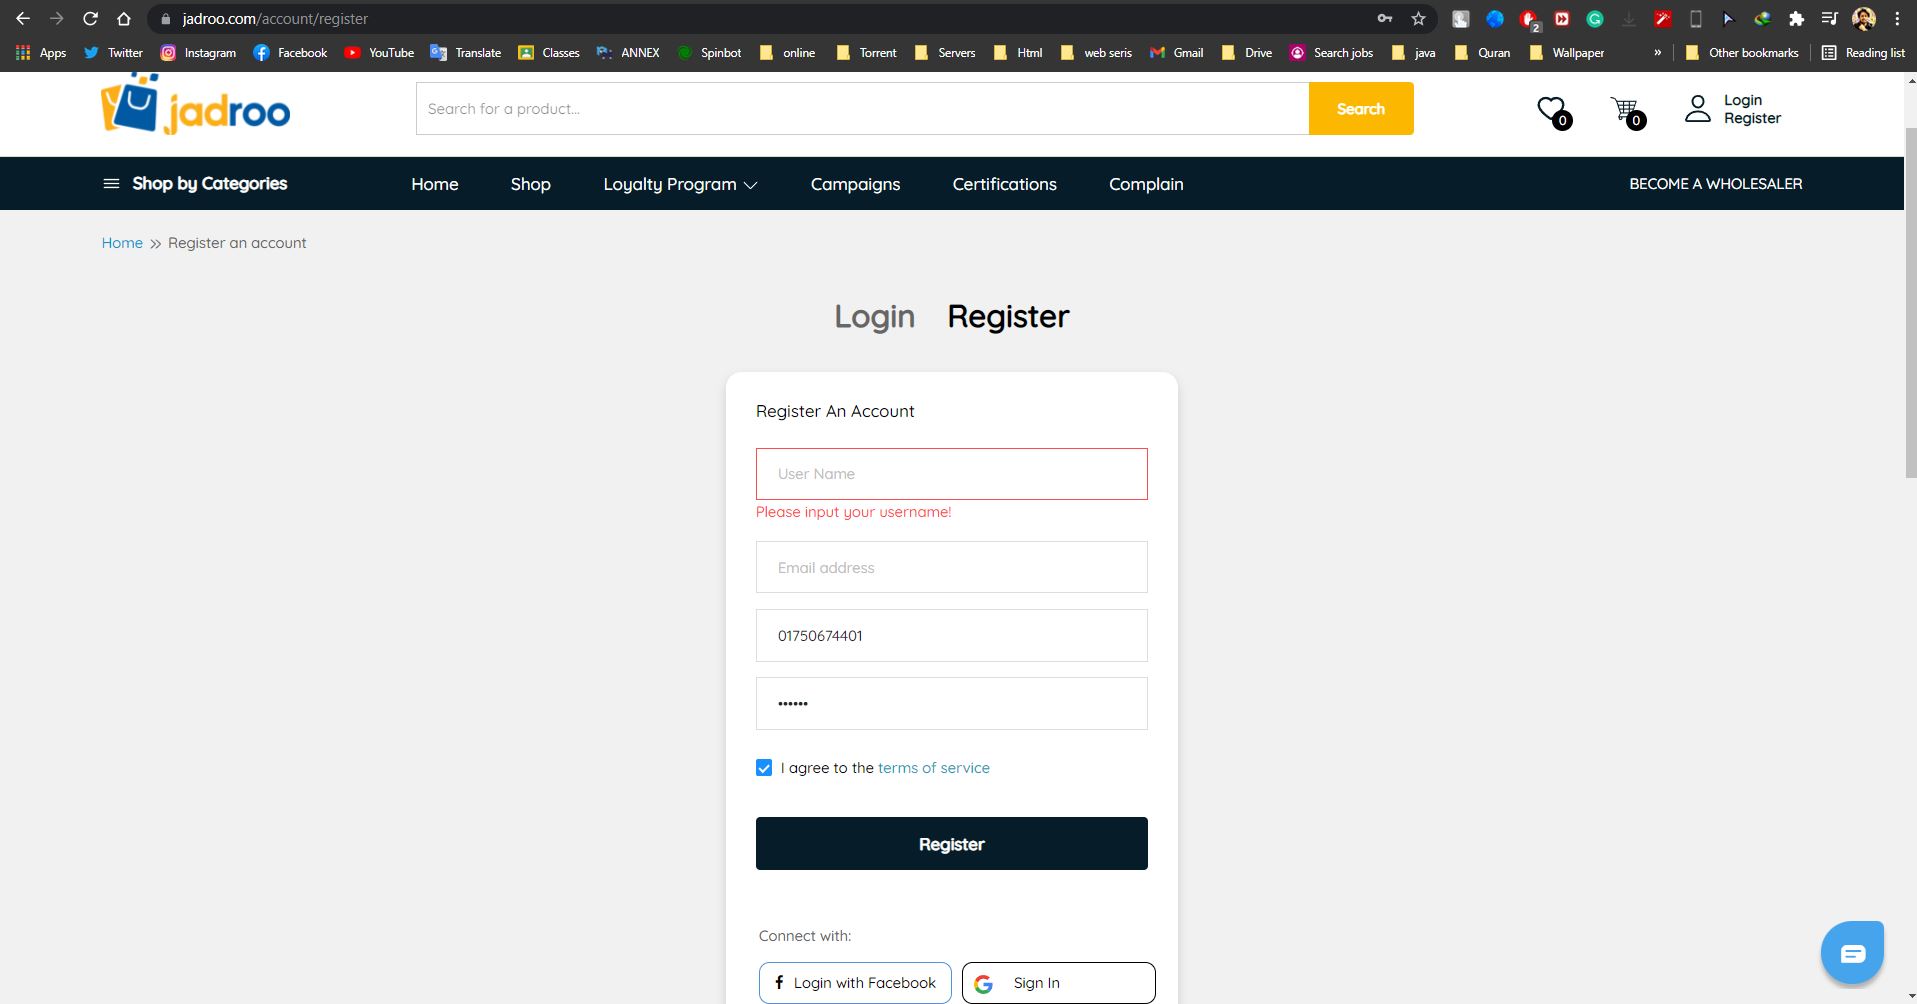 jadroo.com/account/register
2
Apps Twitter Instagram Facebook YouTube Translate Classes ANNEX Spinbot online Torrent Servers Html web seris Gmail Drive Search jobs java Quran Wallpaper » Other bookmarks Reading list
jadroo
Search for a product...
Search
0
0
Login
Register
Shop by Categories
Home Shop Loyalty Program Campaigns Certifications Complain BECOME A WHOLESALER
Home » Register an account
Login Register
Register An Account
User Name
Please input your username!
Email address
01750674401
••••••
I agree to the terms of service
Register
Connect with:
f Login with Facebook
G Sign In